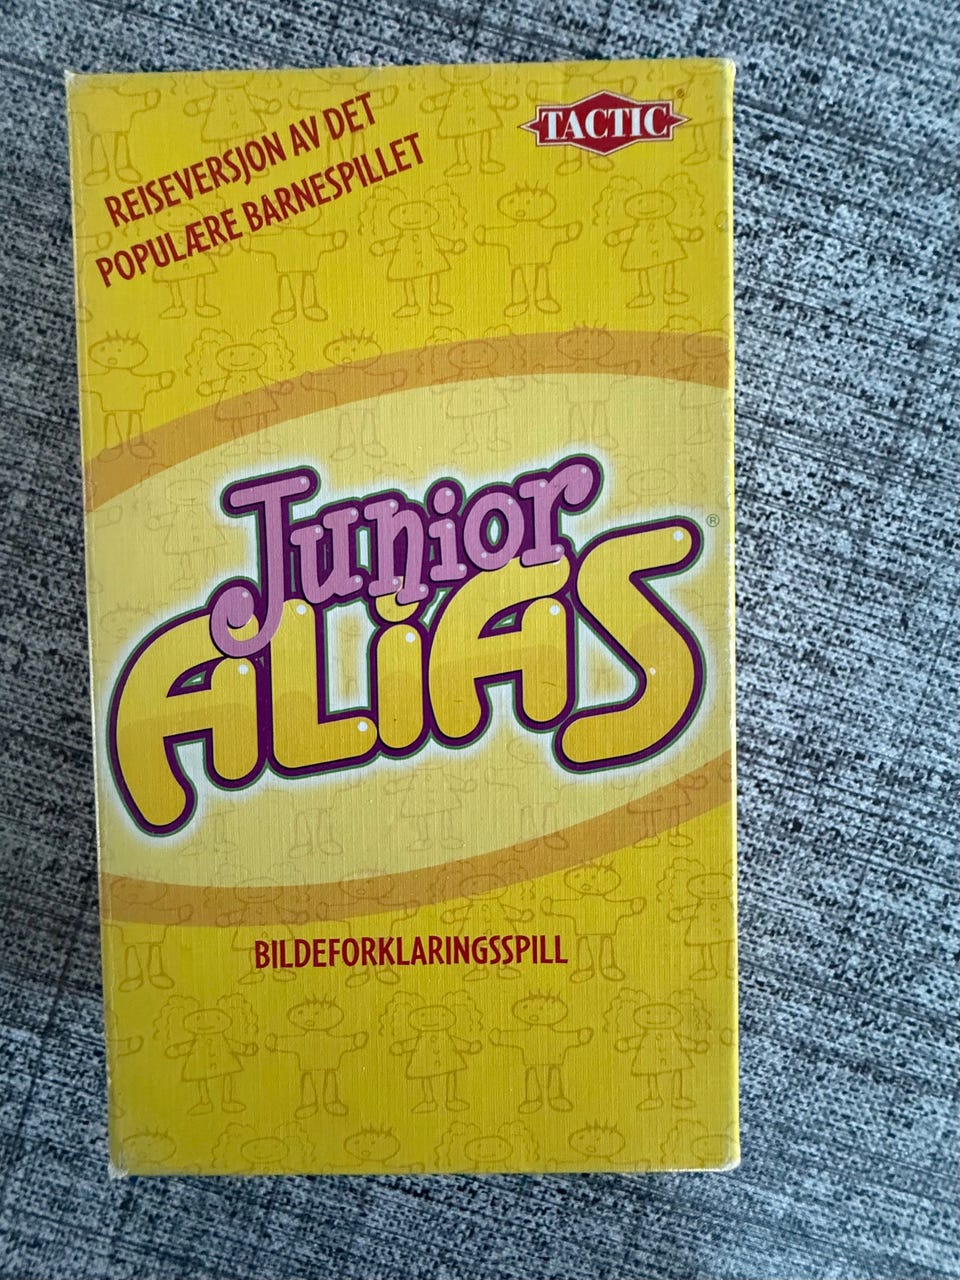 REISEVERSJON AV DET
POPULÆRE BARNESPILLET
TACTIC®
Junior
ALiAS®
BILDEFORKLARINGSSPILL